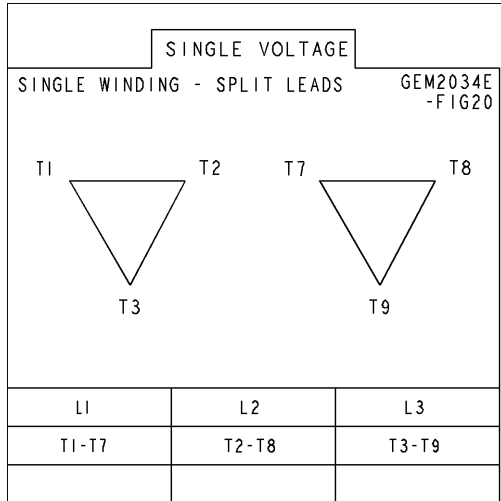 SINGLE VOLTAGE
SINGLE WINDING - SPLIT LEADS
GEM2034E
-FIG20
T1 T2 T7 T8
T3 T9
L1 L2 L3
T1-T7 T2-T8 T3-T9